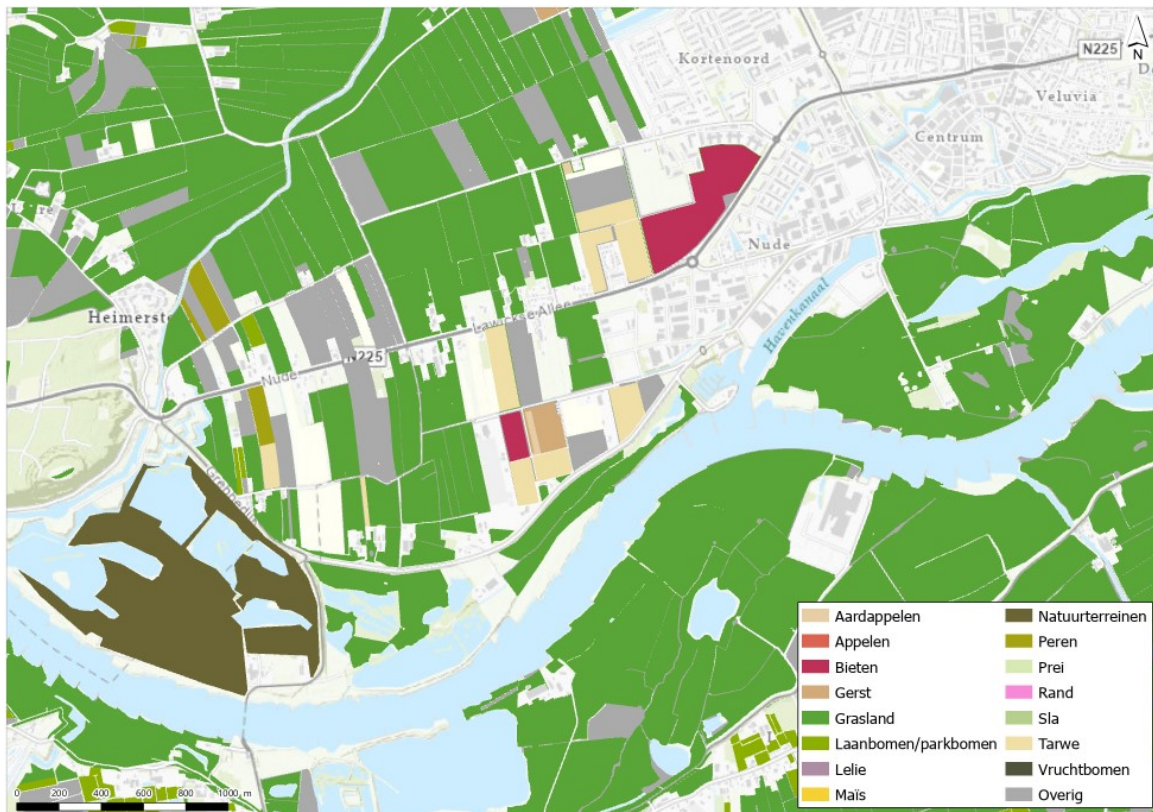 Kortenoord
N225
N
Veluvia
Centrum
Nude
Lawickse Allee
Havenkanaal
Heimerste
N225
Nude
Grebbedijk
Aardappelen
Appelen
Bieten
Gerst
Grasland
Laanbomen/parkbomen
Lelie
Maïs
Natuurterreinen
Peren
Prei
Rand
Sla
Tarwe
Vruchtbomen
Overig
0 200 400 600 800 1000 m